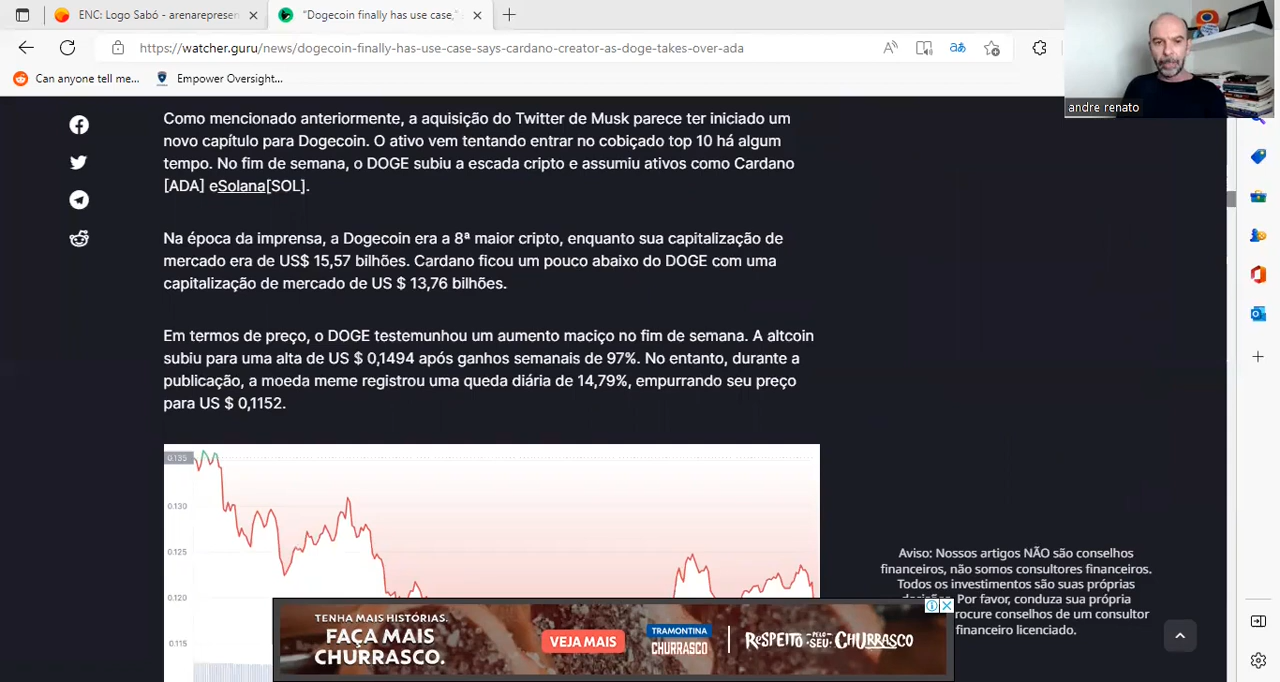 ENC: Logo Sabó - arenarepresen
"Dogecoin finally has use case,"
https://watcher.guru/news/dogecoin-finally-has-use-case-says-cardano-creator-as-doge-takes-over-ada
Can anyone tell me...
Empower Oversight...
andre renato
Como mencionado anteriormente, a aquisição do Twitter de Musk parece ter iniciado um
novo capítulo para Dogecoin. O ativo vem tentando entrar no cobiçado top 10 há algum
tempo. No fim de semana, o DOGE subiu a escada cripto e assumiu ativos como Cardano
[ADA] eSolana[SOL].
Na época da imprensa, a Dogecoin era a 8ª maior cripto, enquanto sua capitalização de
mercado era de US$ 15,57 bilhões. Cardano ficou um pouco abaixo do DOGE com uma
capitalização de mercado de US $ 13,76 bilhões.
Em termos de preço, o DOGE testemunhou um aumento maciço no fim de semana. A altcoin
subiu para uma alta de US $ 0,1494 após ganhos semanais de 97%. No entanto, durante a
publicação, a moeda meme registrou uma queda diária de 14,79%, empurrando seu preço
para US $ 0,1152.
0.135
0.130
0.125
0.120
0.115
Aviso: Nossos artigos NÃO são conselhos
financeiros, não somos consultores financeiros.
Todos os investimentos são suas próprias
Por favor, conduza sua própria
rocure conselhos de um consultor
financeiro licenciado.
TENHA MAIS HISTÓRIAS.
FAÇA MAIS
CHURRASCO.
VEJA MAIS
TRAMONTINA
CHURRASCO
RESPEITO PELO SEU CHURRASCO